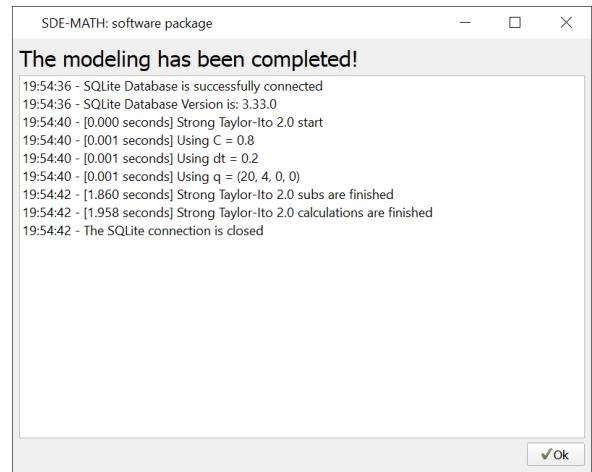 SDE-MATH: software package
The modeling has been completed!
19:54:36 - SQLite Database is successfully connected
19:54:36 - SQLite Database Version is: 3.33.0
19:54:40 - [0.000 seconds] Strong Taylor-Ito 2.0 start
19:54:40 - [0.001 seconds] Using C = 0.8
19:54:40 - [0.001 seconds] Using dt = 0.2
19:54:40 - [0.001 seconds] Using q = (20, 4, 0, 0)
19:54:42 - [1.860 seconds] Strong Taylor-Ito 2.0 subs are finished
19:54:42 - [1.958 seconds] Strong Taylor-Ito 2.0 calculations are finished
19:54:42 - The SQLite connection is closed
Ok